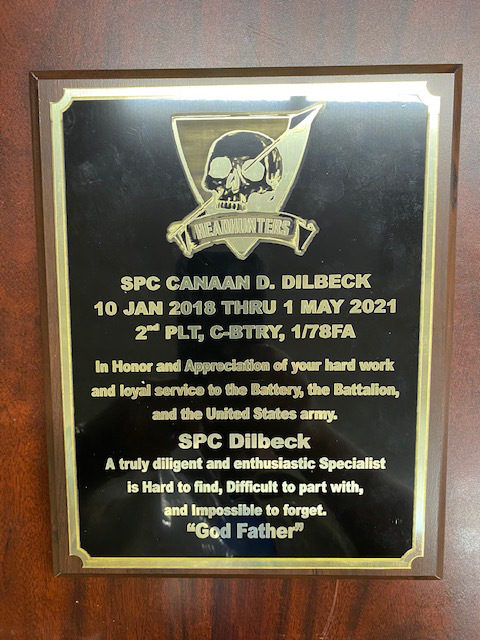 HEADHUNTERS
SPC CANAAN D. DILBECK
10 JAN 2018 THRU 1 MAY 2021
2nd PLT, C-BTRY, 1/78FA
In Honor and Appreciation of your hard work
and loyal service to the Battery, the Battalion,
and the United States army.
SPC Dilbeck
A truly diligent and enthusiastic Specialist
is Hard to find, Difficult to part with,
and Impossible to forget.
“God Father”